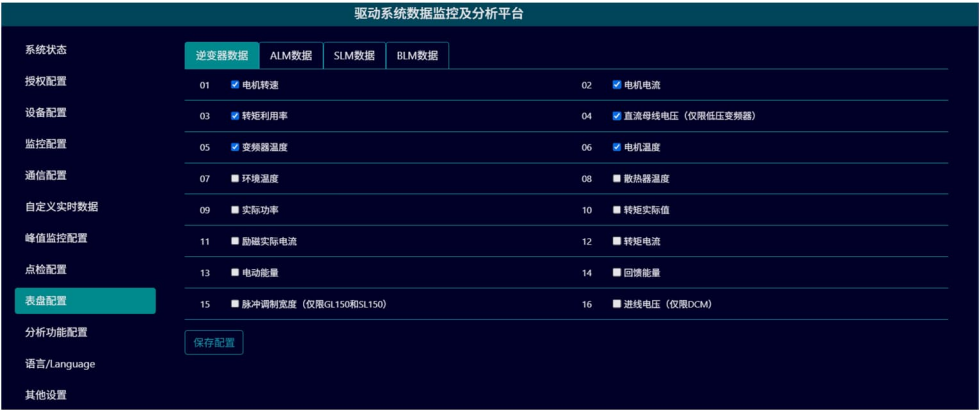 驱动系统数据监控及分析平台
系统状态
授权配置
设备配置
监控配置
通信配置
自定义实时数据
峰值监控配置
点检配置
表盘配置
分析功能配置
语言/Language
其他设置
逆变器数据 ALM数据 SLM数据 BLM数据
01 电机转速 02 电机电流
03 转矩利用率 04 直流母线电压（仅限低压变频器）
05 变频器温度 06 电机温度
07 环境温度 08 散热器温度
09 实际功率 10 转矩实际值
11 励磁实际电流 12 转矩电流
13 电动能量 14 回馈能量
15 脉冲调制宽度（仅限GL150和SL150） 16 进线电压（仅限DCM）
保存配置